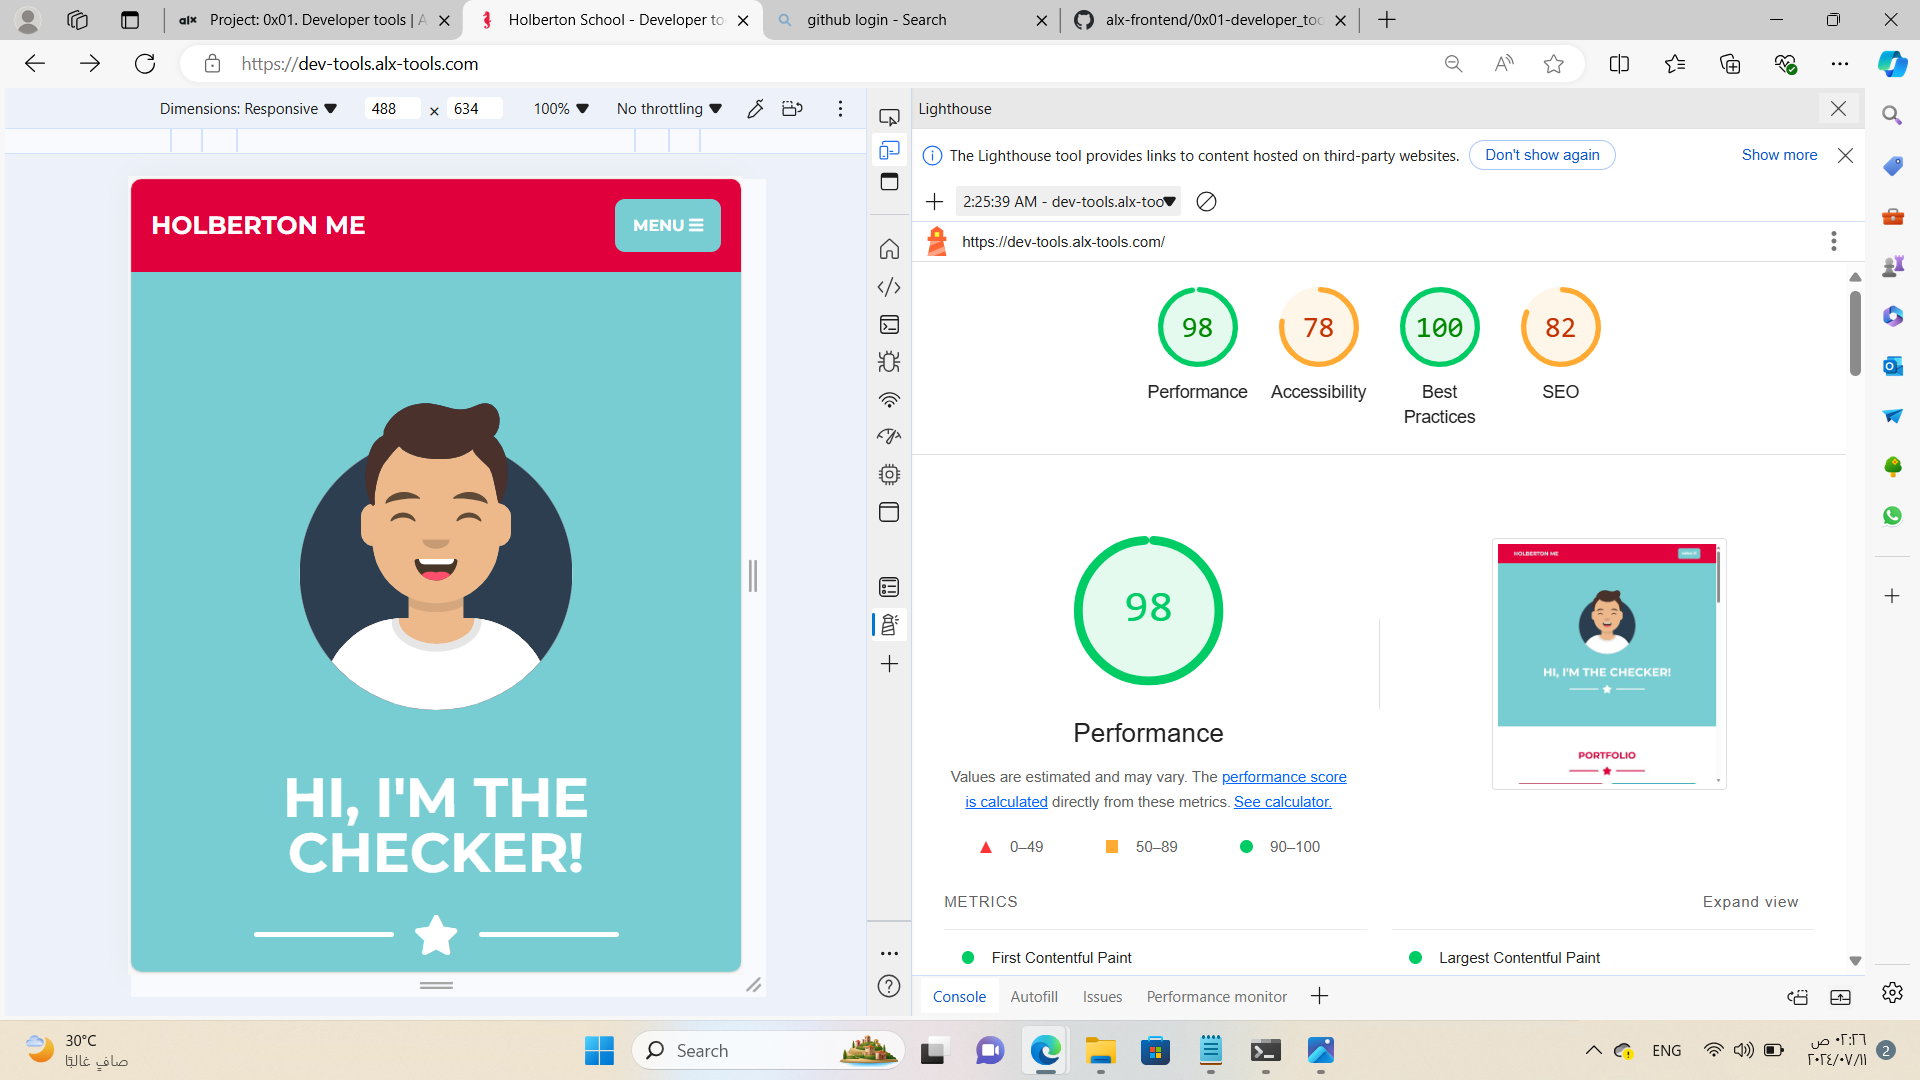 Project: 0x01. Developer tools | A
Holberton School - Developer to
github login - Search
alx-frontend/0x01-developer_too
https://dev-tools.alx-tools.com
Dimensions: Responsive
488 × 634
100%
No throttling
Lighthouse
The Lighthouse tool provides links to content hosted on third-party websites.
Don't show again
Show more
2:25:39 AM - dev-tools.alx-too
https://dev-tools.alx-tools.com/
HOLBERTON ME
MENU
98
78
100
82
Performance
Accessibility
Best
Practices
SEO
HI, I'M THE
CHECKER!
98
Performance
Values are estimated and may vary. The performance score
is calculated directly from these metrics. See calculator.
0–49
50–89
90–100
HOLBERTON ME
HI, I'M THE CHECKER!
PORTFOLIO
METRICS
Expand view
First Contentful Paint
Largest Contentful Paint
Console
Autofill
Issues
Performance monitor
30°C
صافٍ غالبًا
Search
ENG
٠٢:٢٦ ص
٢٠٢٤/٠٧/١١
2